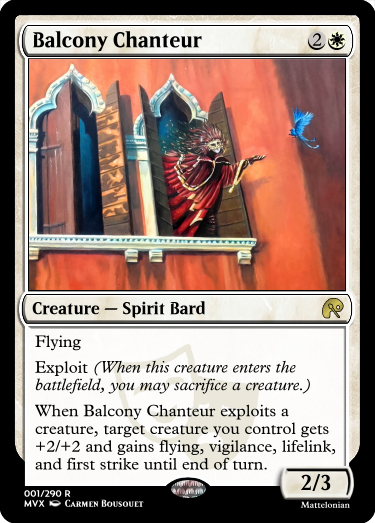 Balcony Chanteur 2
Creature — Spirit Bard
Flying
Exploit (When this creature enters the
battlefield, you may sacrifice a creature.)
When Balcony Chanteur exploits a
creature, target creature you control gets
+2/+2 and gains flying, vigilance, lifelink,
and first strike until end of turn.
2/3
001/290 R
MVX Carmen Bousquet
Mattelonian